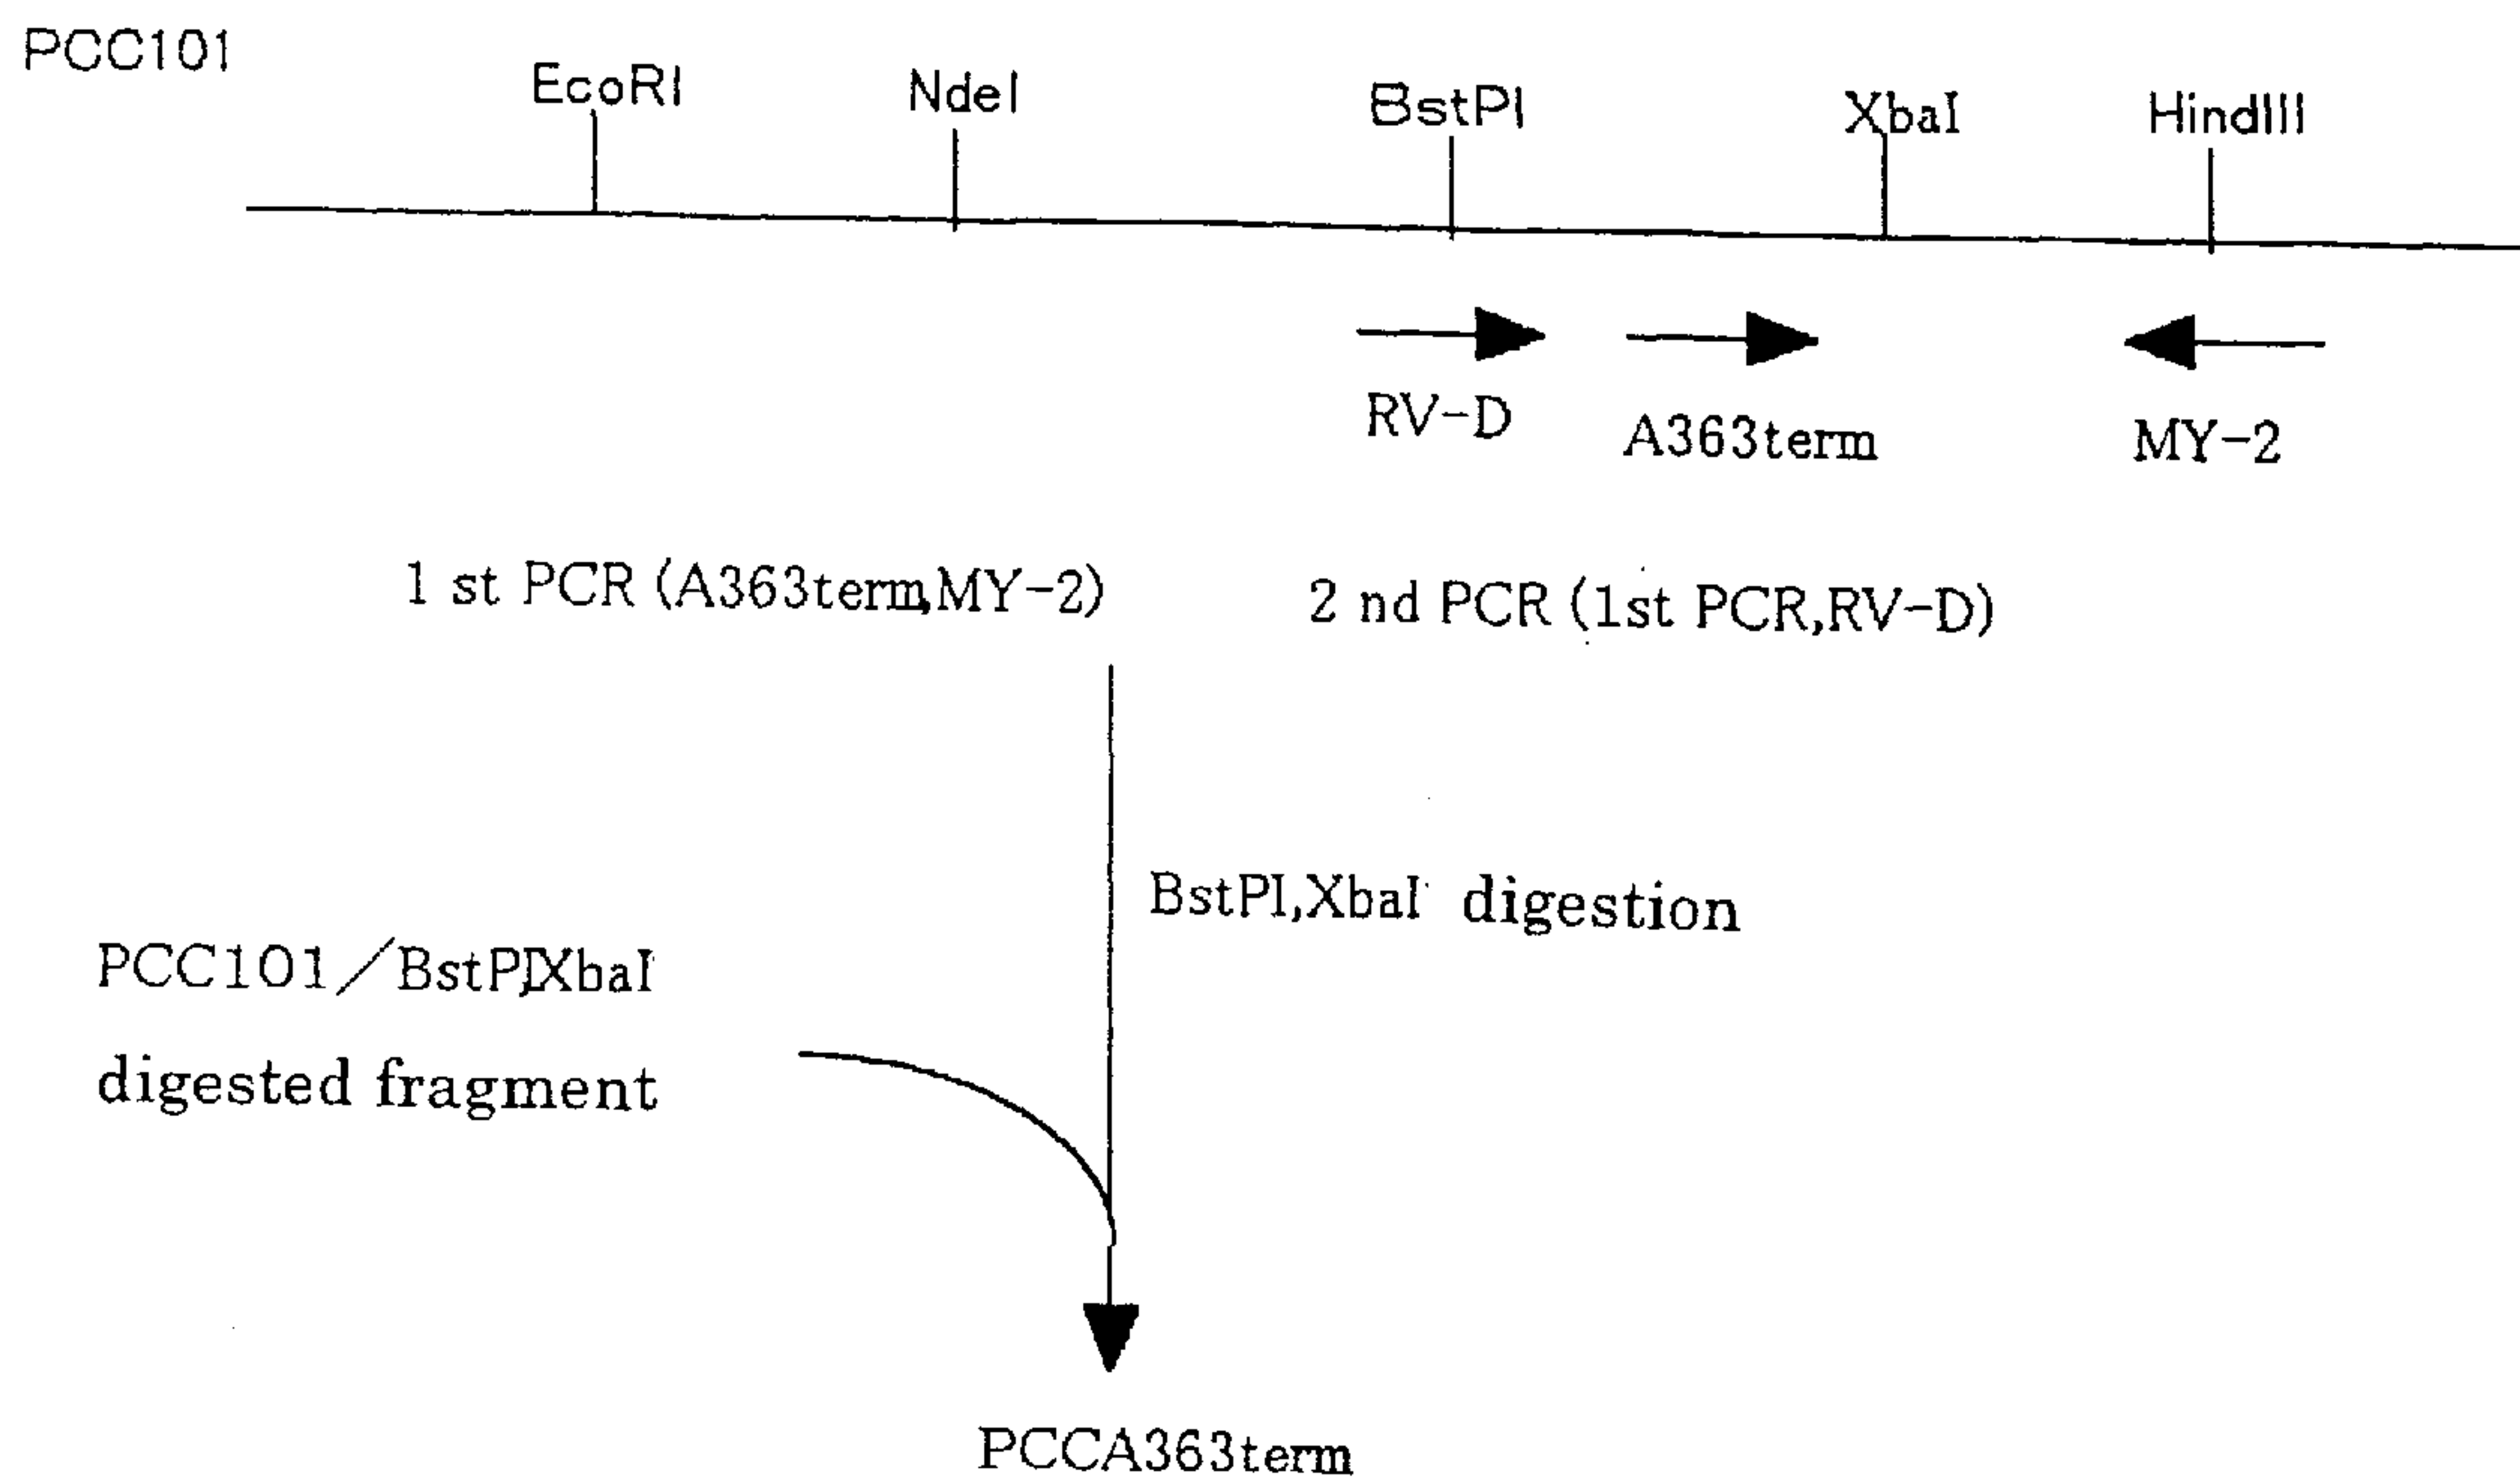 PCC101
EcoRI NdeI BstPI XbaI HindIII
RV-D A363term MY-2
1 st PCR (A363term,MY-2) 2 nd PCR (1st PCR,RV-D)
BstPI,XbaI digestion
PCC101/BstPI,XbaI
digested fragment
PCCA363term